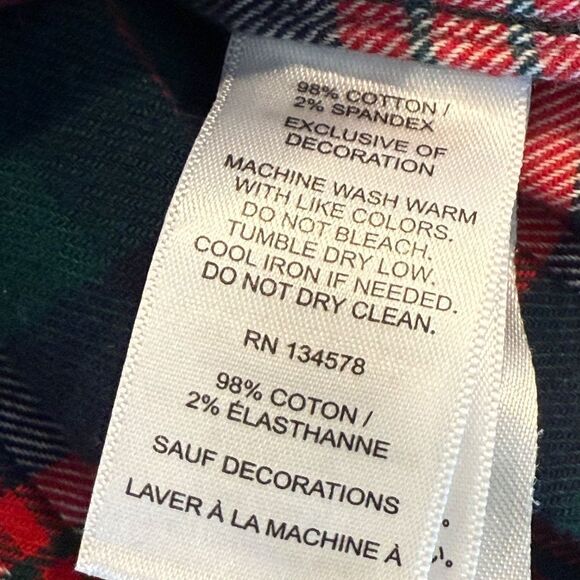 98% COTTON /
2% SPANDEX
EXCLUSIVE OF
DECORATION
MACHINE WASH WARM
WITH LIKE COLORS.
DO NOT BLEACH.
TUMBLE DRY LOW.
COOL IRON IF NEEDED.
DO NOT DRY CLEAN.
RN 134578
98% COTON /
2% ÉLASTHANNE
SAUF DECORATIONS
LAVER À LA MACHINE À